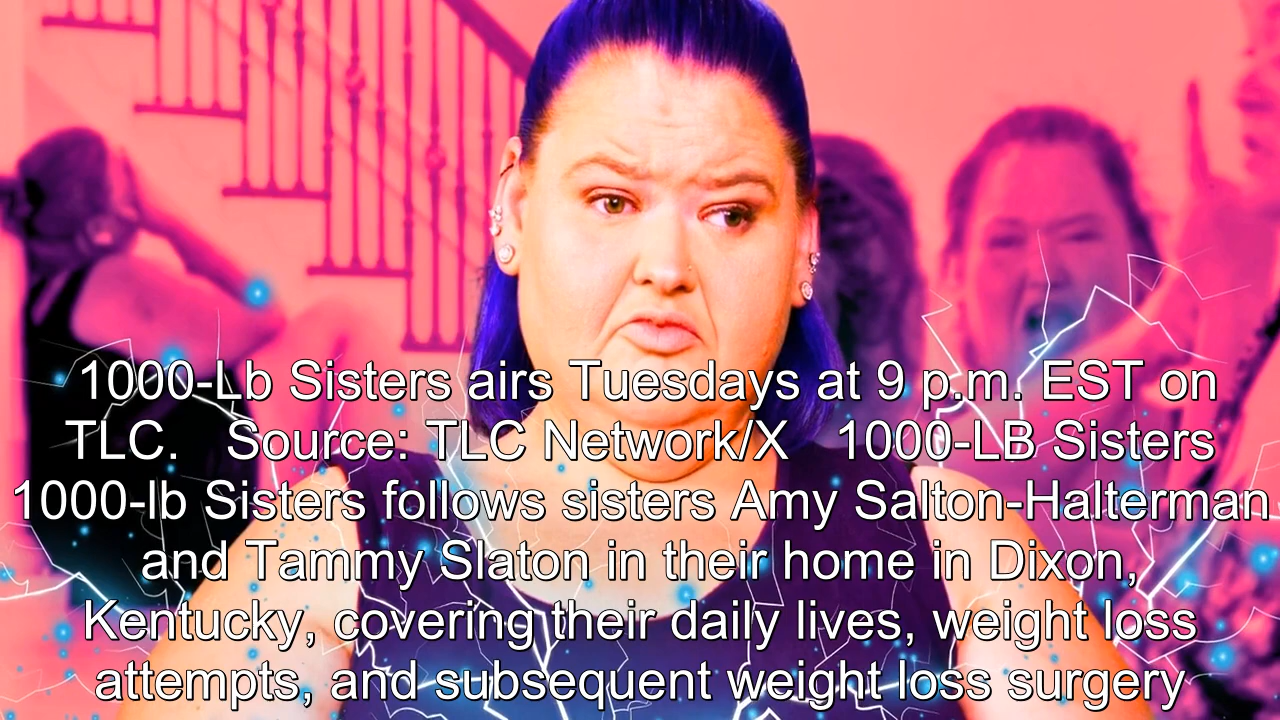 1000-Lb Sisters airs Tuesdays at 9 p.m. EST on
TLC.   Source: TLC Network/X   1000-LB Sisters
1000-lb Sisters follows sisters Amy Salton-Halterman
and Tammy Slaton in their home in Dixon,
Kentucky, covering their daily lives, weight loss
attempts, and subsequent weight loss surgery